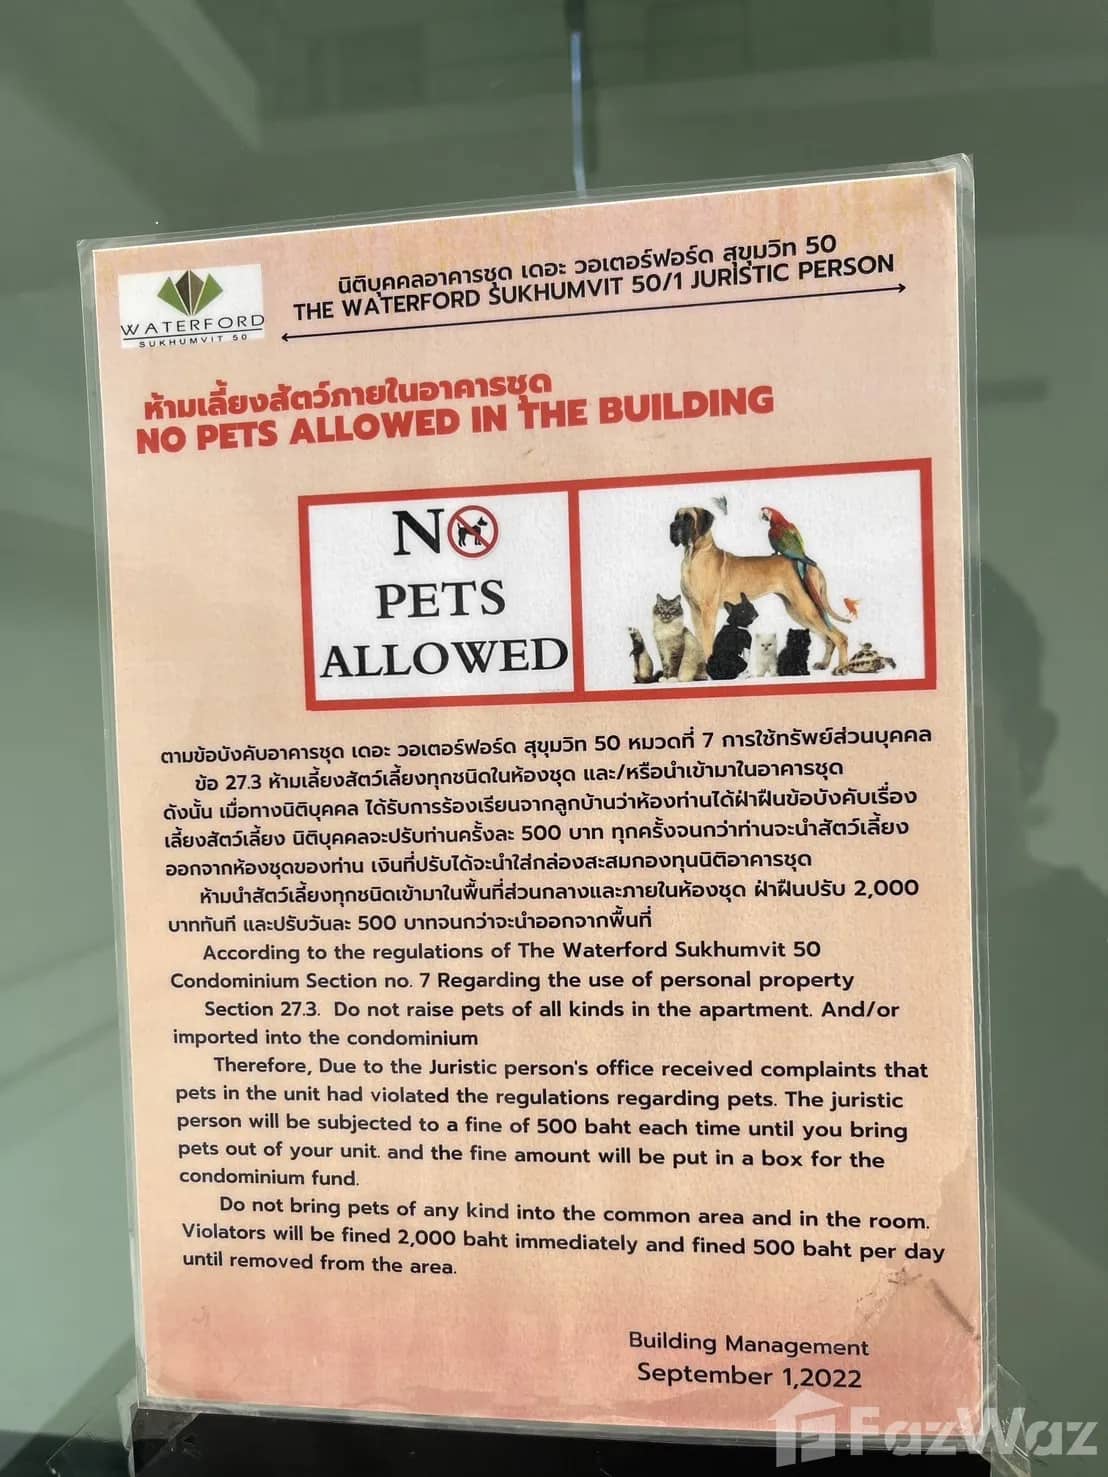 WATERFORD
SUKHUMVIT 50
นิติบุคคลอาคารชุด เดอะ วอเตอร์ฟอร์ด สุขุมวิท 50
THE WATERFORD SUKHUMVIT 50/1 JURISTIC PERSON
ห้ามเลี้ยงสัตว์ภายในอาคารชุด
NO PETS ALLOWED IN THE BUILDING
NO
PETS
ALLOWED
ตามข้อบังคับอาคารชุด เดอะ วอเตอร์ฟอร์ด สุขุมวิท 50 หมวดที่ 7 การใช้ทรัพย์ส่วนบุคคล
ข้อ 27.3 ห้ามเลี้ยงสัตว์เลี้ยงทุกชนิดในห้องชุด และ/หรือนำเข้ามาในอาคารชุด
ดังนั้น เมื่อทางนิติบุคคล ได้รับการร้องเรียนจากลูกบ้านว่าห้องท่านได้ฝ่าฝืนข้อบังคับเรื่อง
เลี้ยงสัตว์เลี้ยง นิติบุคคลจะปรับท่านครั้งละ 500 บาท ทุกครั้งจนกว่าท่านจะนำสัตว์เลี้ยง
ออกจากห้องชุดของท่าน เงินที่ปรับได้จะนำใส่กล่องสะสมกองทุนนิติอาคารชุด
ห้ามนำสัตว์เลี้ยงทุกชนิดเข้ามาในพื้นที่ส่วนกลางและภายในห้องชุด ฝ่าฝืนปรับ 2,000
บาททันที และปรับวันละ 500 บาทจนกว่าจะนำออกจากพื้นที่
According to the regulations of The Waterford Sukhumvit 50
Condominium Section no. 7 Regarding the use of personal property
Section 27.3. Do not raise pets of all kinds in the apartment. And/or
imported into the condominium
Therefore, Due to the Juristic person's office received complaints that
pets in the unit had violated the regulations regarding pets. The juristic
person will be subjected to a fine of 500 baht each time until you bring
pets out of your unit. and the fine amount will be put in a box for the
condominium fund.
Do not bring pets of any kind into the common area and in the room.
Violators will be fined 2,000 baht immediately and fined 500 baht per day
until removed from the area.
Building Management
September 1,2022
FazWaz